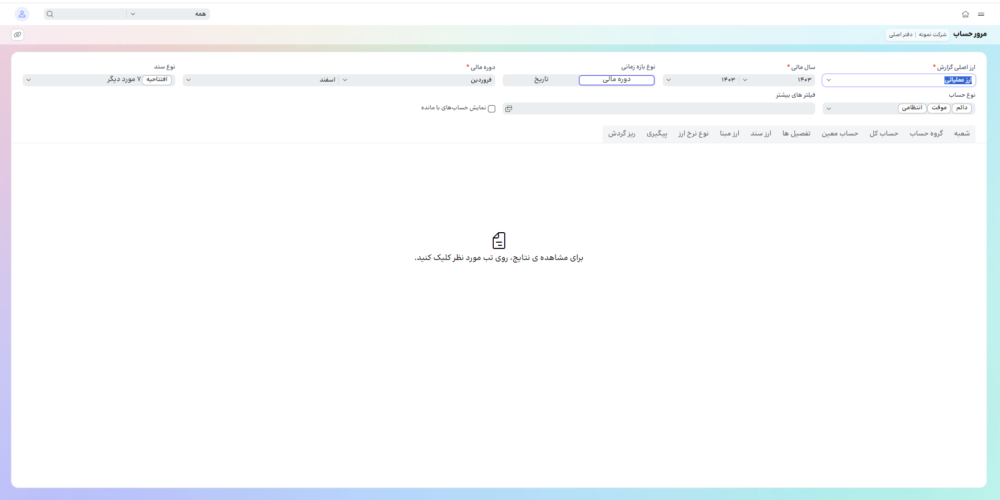 همه
مرور حساب
شرکت نمونه | دفتر اصلی
ارز اصلی گزارش *
سال مالی *
نوع بازه زمانی
دوره مالی *
نوع سند
ارز عملیاتی
۱۴۰۳
۱۴۰۳
دوره مالی
تاریخ
فروردین
اسفند
افتتاحیه ۷ مورد دیگر
نوع حساب
فیلتر های بیشتر
دائم موقت انتظامی
نمایش حساب‌های با مانده
شعبه گروه حساب حساب کل حساب معین تفصیل ها ارز سند ارز مبنا نوع نرخ ارز پیگیری ریز گردش
برای مشاهده ی نتایج، روی تب مورد نظر کلیک کنید.